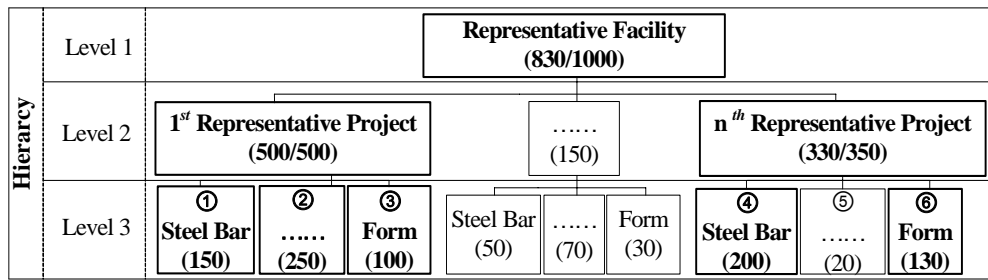 Hierarcy
Level 1
Representative Facility
(830/1000)
Level 2
1st Representative Project
(500/500)
……
(150)
n th Representative Project
(330/350)
Level 3
① Steel Bar
(150)
② ……
(250)
③ Form
(100)
Steel Bar
(50)
……
(70)
Form
(30)
④ Steel Bar
(200)
⑤ ……
(20)
⑥ Form
(130)